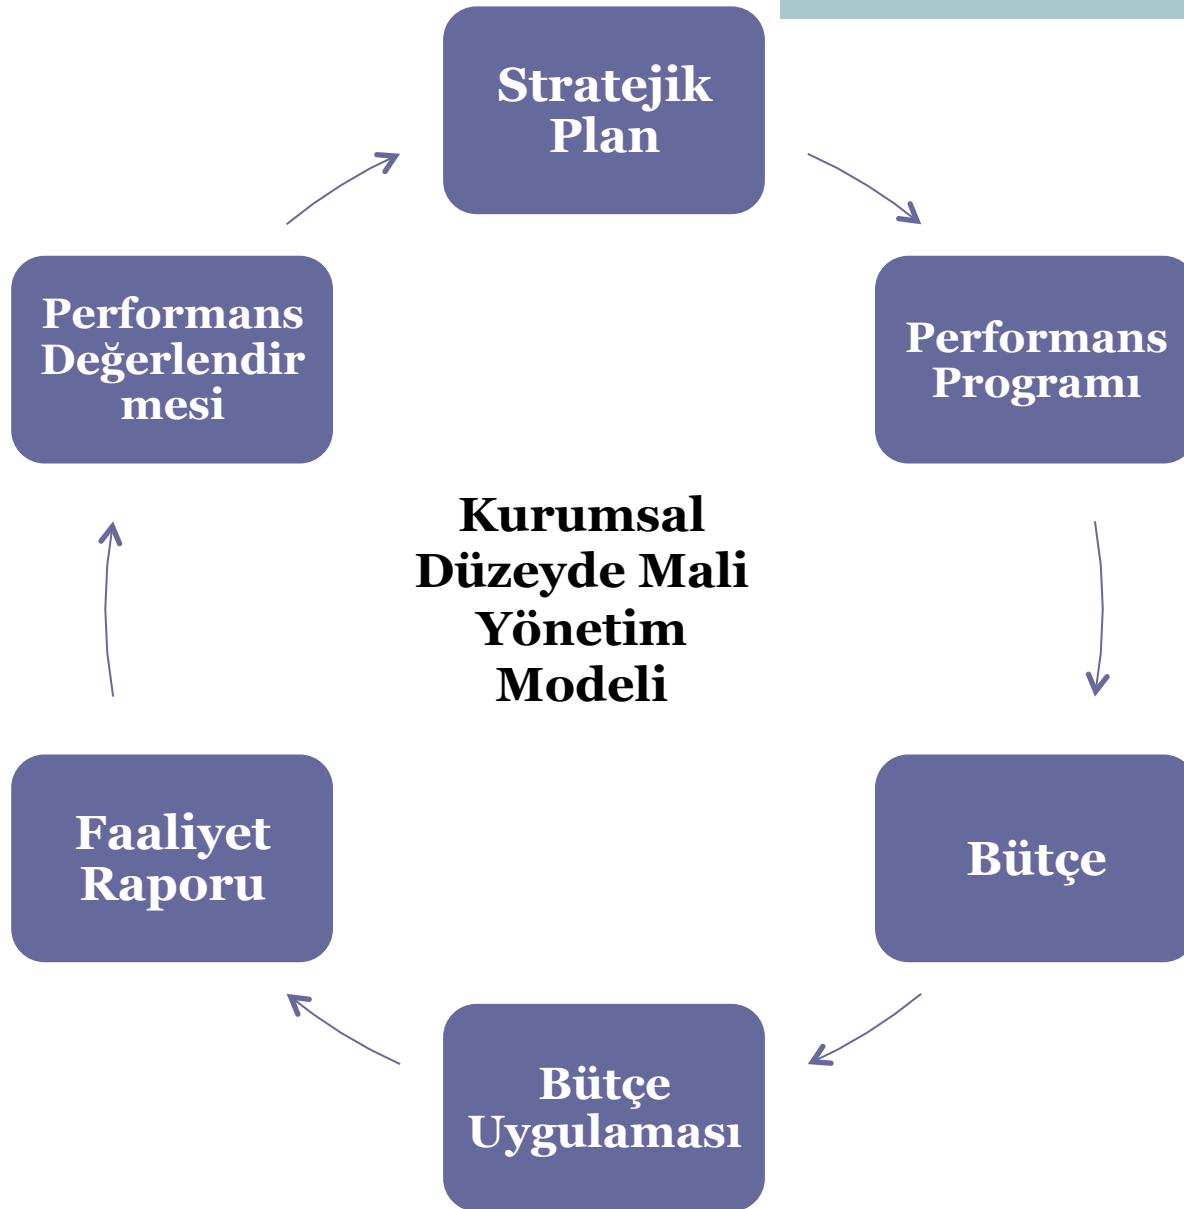 Stratejik
Plan
Performans
Programı
Bütçe
Bütçe
Uygulaması
Faaliyet
Raporu
Performans
Değerlendir
mesi
Kurumsal
Düzeyde Mali
Yönetim
Modeli